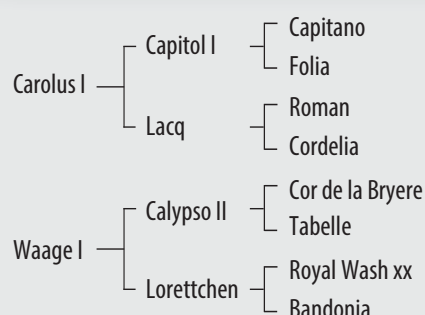 Capitano
Capitol I
Folia
Carolus I
Roman
Lacq
Cordelia
Cor de la Bryere
Calypso II
Tabelle
Waage I
Royal Wash xx
Lorettchen
Bandonia